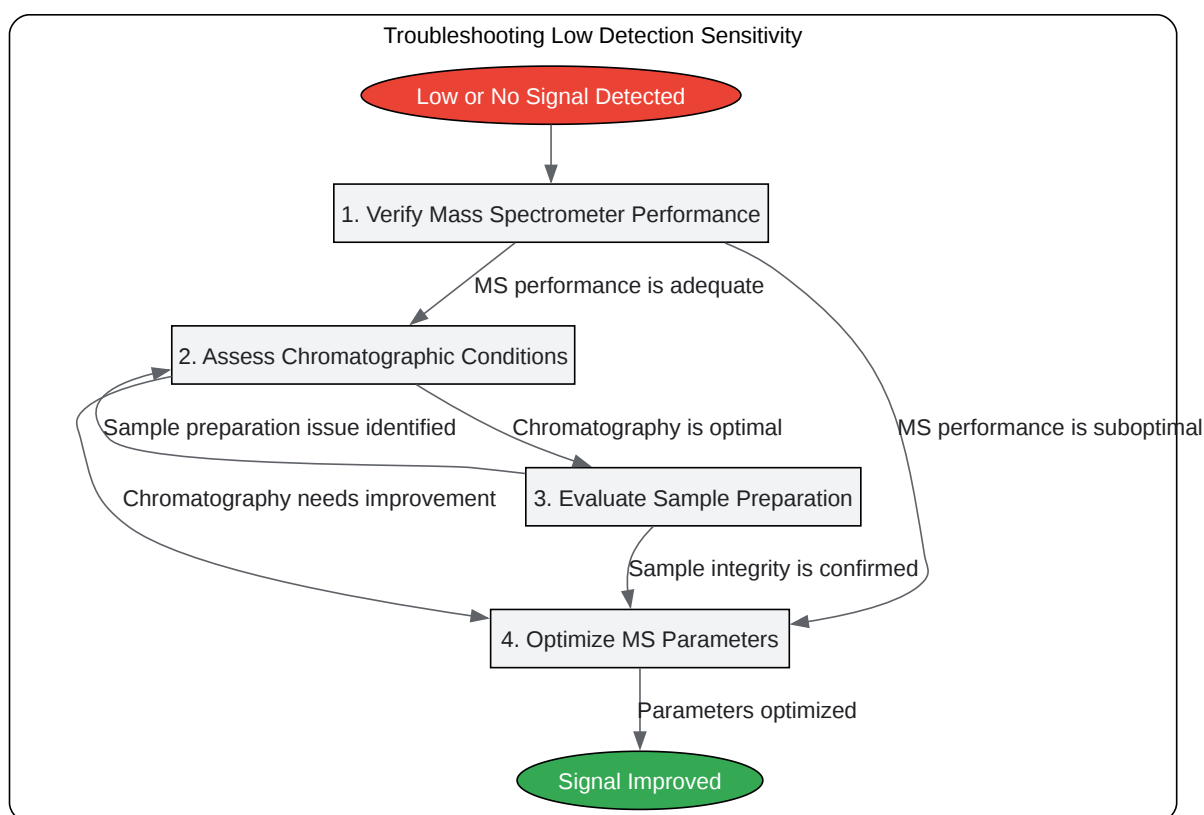 Troubleshooting Low Detection Sensitivity
Low or No Signal Detected
1. Verify Mass Spectrometer Performance
MS performance is adequate
2. Assess Chromatographic Conditions
Sample preparation issue identified
Chromatography is optimal
MS performance is suboptimal
Chromatography needs improvement
3. Evaluate Sample Preparation
Sample integrity is confirmed
4. Optimize MS Parameters
Parameters optimized
Signal Improved